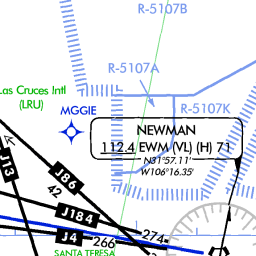 R-5107B
R-5107A
Las Cruces Intl
(LRU)
R-5107K
MGGIE
NEWMAN
112.4 EWM (VL) (H) 71
N31°57.11'
W106°16.35'
J13
J86
42
J184
274
J4
266
SANTA TERESA